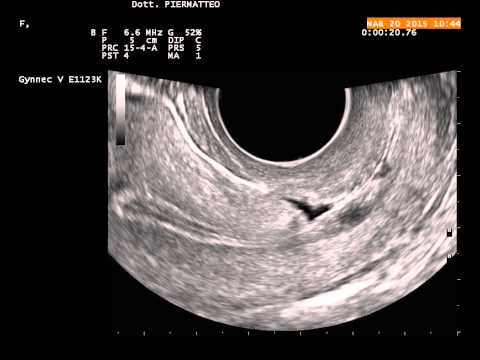 Dott. PIERMATTEO
F,
MAR 20 2015 10:44
B F 6.6 MHz G 52%
0:00:20.76
P 5 cm DIP C
PRC 15-4-A PRS 5
PST 4 MA 1
Gynnec V E1123K